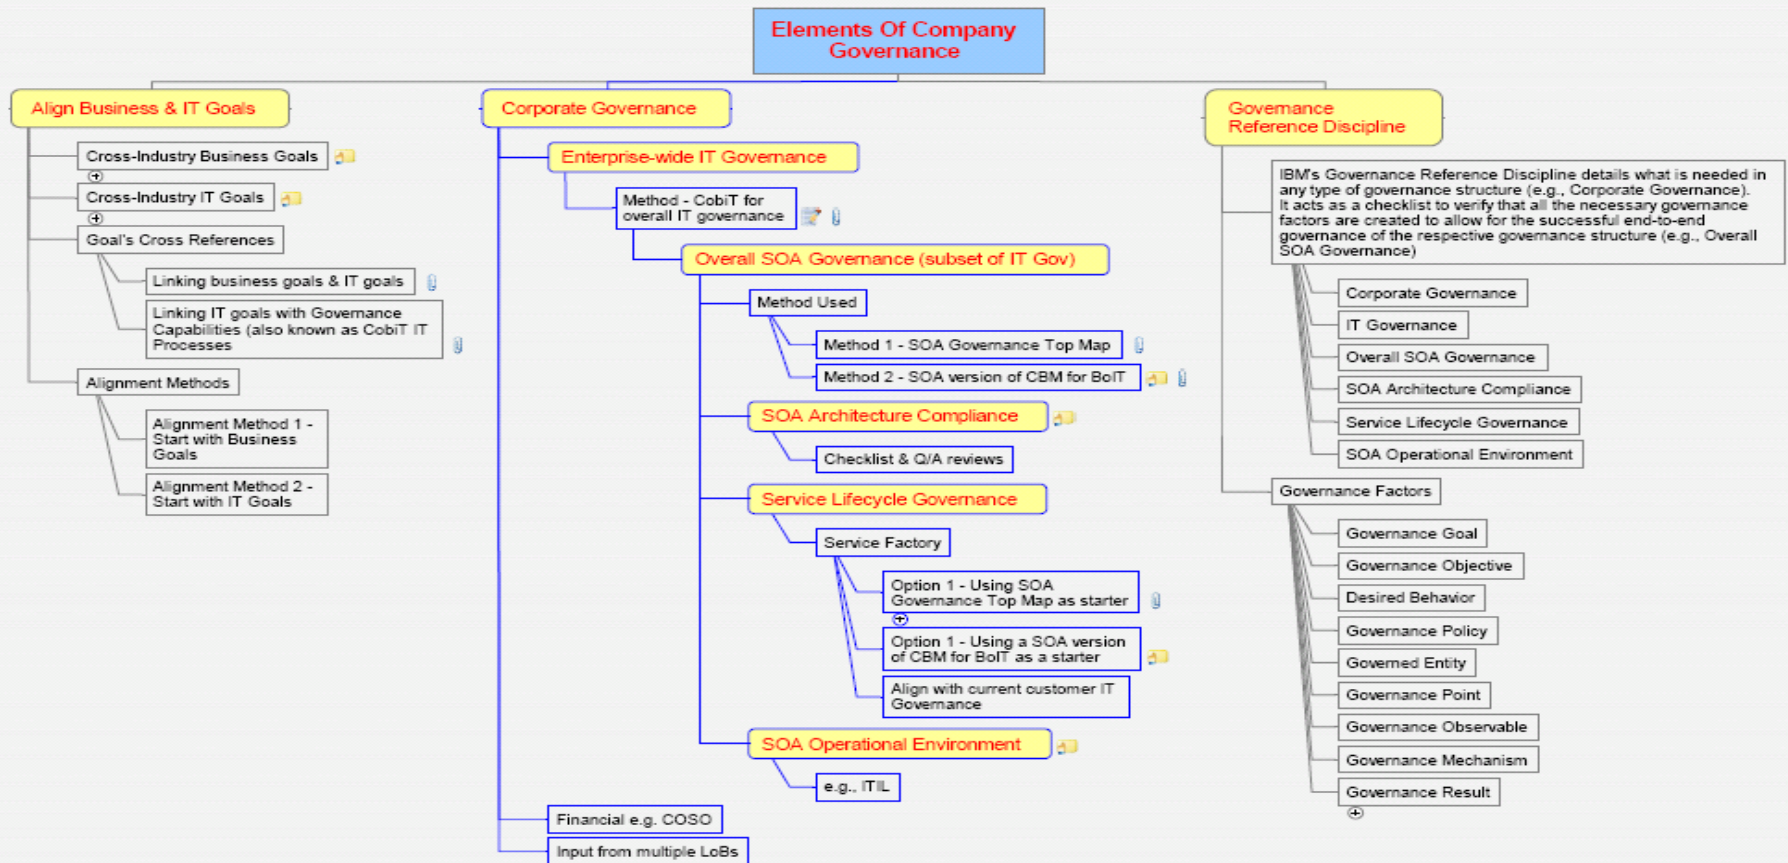 Elements Of Company
Governance
Align Business & IT Goals
Cross-Industry Business Goals
Cross-Industry IT Goals
Goal's Cross References
Linking business goals & IT goals
Linking IT goals with Governance
Capabilities (also known as CobiT IT
Processes
Alignment Methods
Alignment Method 1 -
Start with Business
Goals
Alignment Method 2 -
Start with IT Goals
Corporate Governance
Enterprise-wide IT Governance
Method - CobiT for
overall IT governance
Overall SOA Governance (subset of IT Gov)
Method Used
Method 1 - SOA Governance Top Map
Method 2 - SOA version of CBM for BoIT
SOA Architecture Compliance
Checklist & Q/A reviews
Service Lifecycle Governance
Service Factory
Option 1 - Using SOA
Governance Top Map as starter
Option 1 - Using a SOA version
of CBM for BoIT as a starter
Align with current customer IT
Governance
SOA Operational Environment
e.g., ITIL
Financial e.g. COSO
Input from multiple LoBs
Governance
Reference Discipline
IBM's Governance Reference Discipline details what is needed in
any type of governance structure (e.g., Corporate Governance).
It acts as a checklist to verify that all the necessary governance
factors are created to allow for the successful end-to-end
governance of the respective governance structure (e.g., Overall
SOA Governance)
Corporate Governance
IT Governance
Overall SOA Governance
SOA Architecture Compliance
Service Lifecycle Governance
SOA Operational Environment
Governance Factors
Governance Goal
Governance Objective
Desired Behavior
Governance Policy
Governed Entity
Governance Point
Governance Observable
Governance Mechanism
Governance Result